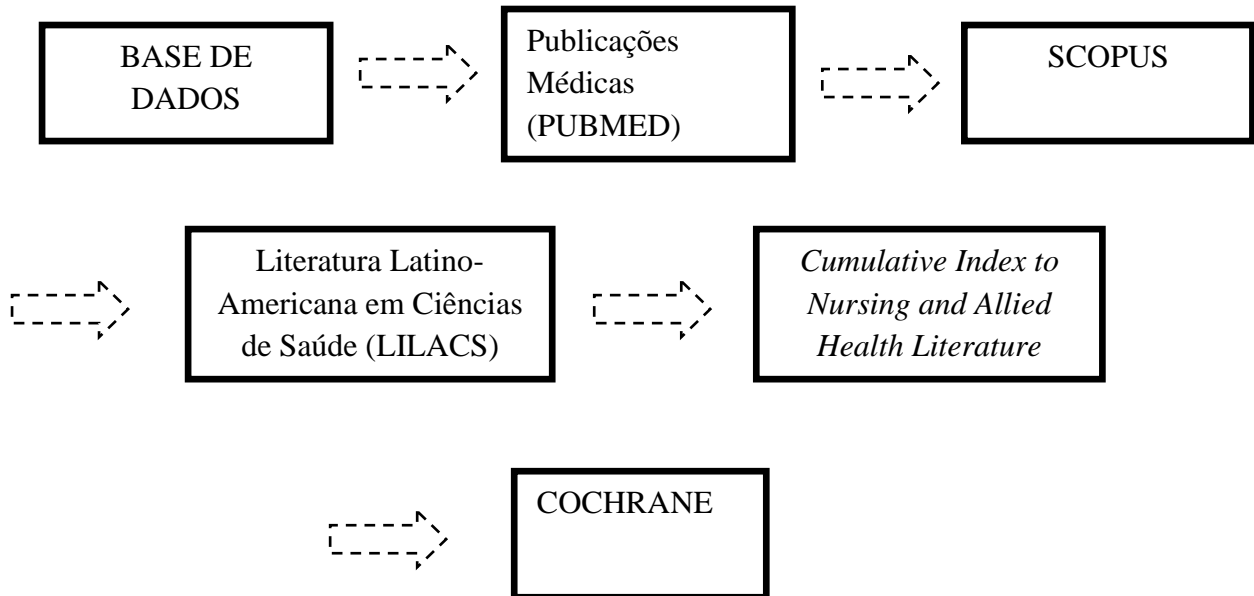 BASE DE
DADOS
Publicações
Médicas
(PUBMED)
SCOPUS
Literatura Latino-
Americana em Ciências
de Saúde (LILACS)
Cumulative Index to
Nursing and Allied
Health Literature
COCHRANE